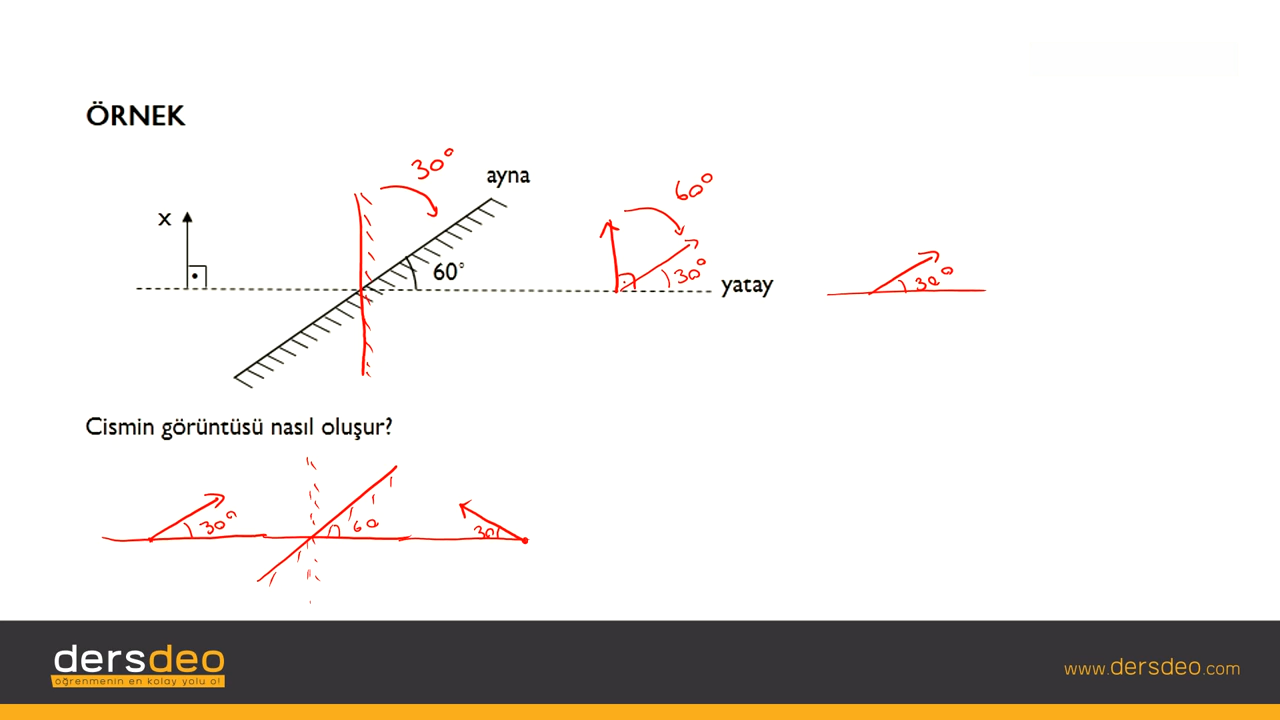 ÖRNEK
30°
ayna
60°
x
60°
30°
yatay
30°
Cismin görüntüsü nasıl oluşur?
30°
60
30
dersdeo
öğrenmenin en kolay yolu o!
www.dersdeo.com